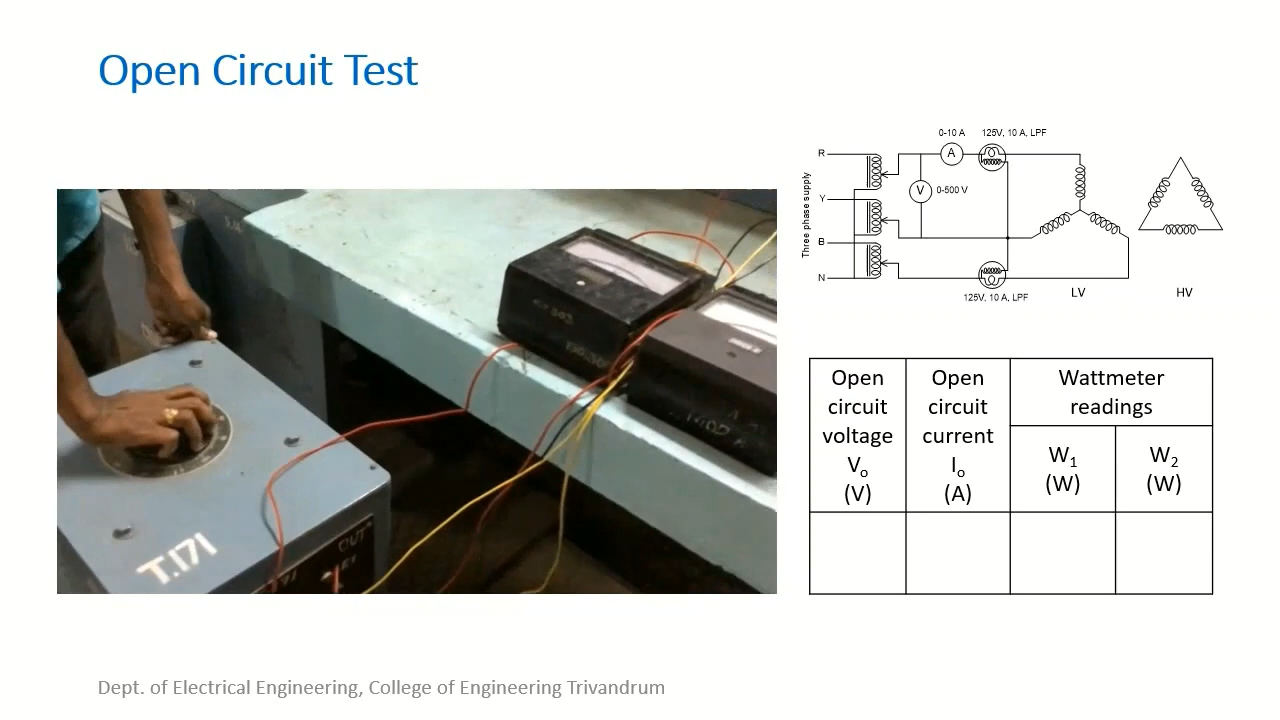 Open Circuit Test
0-10 A
125V, 10 A, LPF
R
A
Three phase supply
V
0-500 V
Y
B
N
125V, 10 A, LPF
LV
HV
T.171
OUT
Open circuit voltage Vₒ (V)
Open circuit current Iₒ (A)
Wattmeter readings
W₁ (W)
W₂ (W)
Dept. of Electrical Engineering, College of Engineering Trivandrum